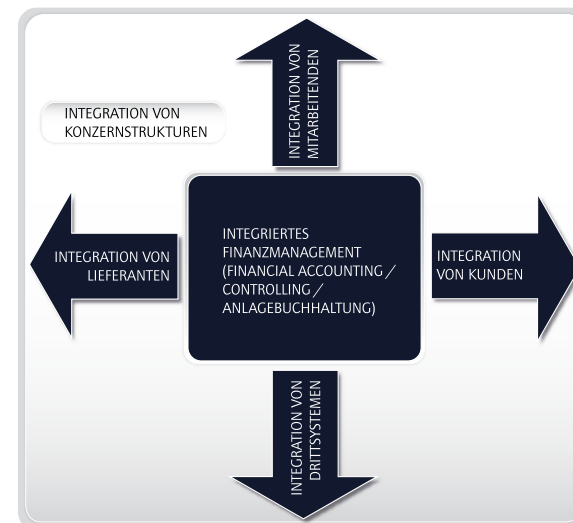 INTEGRATION VON
MITARBEITENDEN
INTEGRATION VON
KONZERNSTRUKTUREN
INTEGRATION VON
LIEFERANTEN
INTEGRIERTES
FINANZMANAGEMENT
(FINANCIAL ACCOUNTING /
CONTROLLING /
ANLAGEBUCHHALTUNG)
INTEGRATION
VON KUNDEN
INTEGRATION VON
DRITTSYSTEMEN